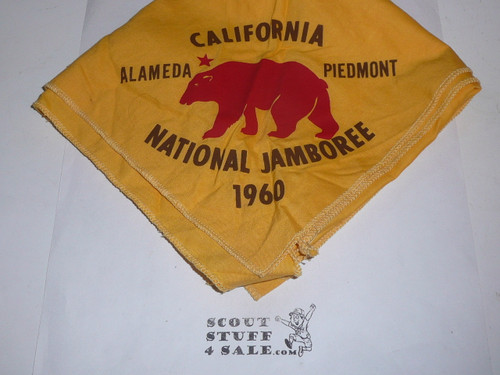 CALIFORNIA
ALAMEDA PIEDMONT
NATIONAL JAMBOREE
1960
SCOUT
STUFF
4 SALE.com